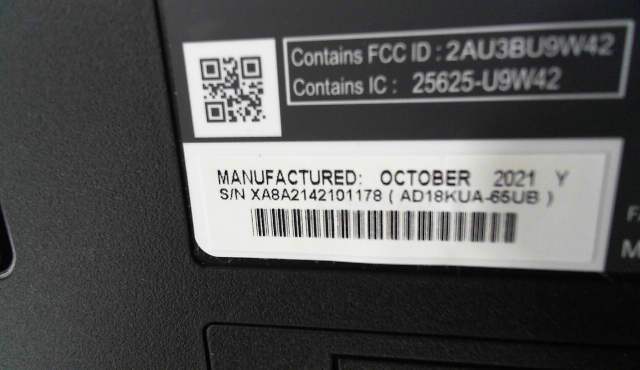 Contains FCC ID : 2AU3BU9W42
Contains IC : 25625-U9W42
MANUFACTURED: OCTOBER 2021 Y
S/N XA8A2142101178 ( AD18KUA-65UB )